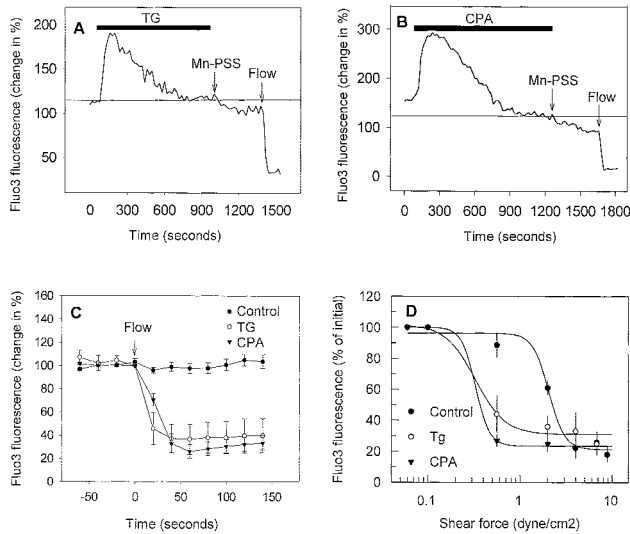 A
TG
Mn-PSS
Flow
Fluo3 fluorescence (change in %)
200
150
100
50
0 300 600 900 1200 1500
Time (seconds)
B
CPA
Mn-PSS
Flow
Fluo3 fluorescence (change in %)
300
200
100
0
0 300 600 900 1200 1500 1800
Time (seconds)
C
Flow
Control
TG
CPA
Fluo3 fluorescence (change in %)
160
140
120
100
80
60
40
20
0
-50 0 50 100 150
Time (seconds)
D
Control
Tg
CPA
Fluo3 fluorescence (% of initial)
120
100
80
60
40
20
0
0.1 1 10
Shear force (dyne/cm2)